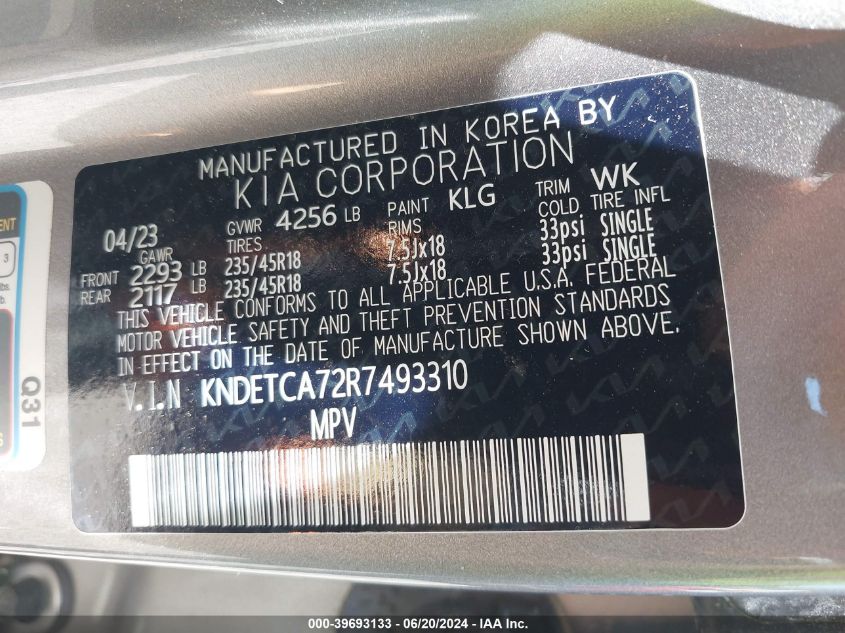 MANUFACTURED IN KOREA BY
KIA CORPORATION
04/23 GVWR 4256 LB PAINT KLG TRIM WK
GAWR TIRES RIMS COLD TIRE INFL
FRONT 2293 LB 235/45R18 7.5Jx18 33psi SINGLE
REAR 2117 LB 235/45R18 7.5Jx18 33psi SINGLE
THIS VEHICLE CONFORMS TO ALL APPLICABLE U.S.A. FEDERAL
MOTOR VEHICLE SAFETY AND THEFT PREVENTION STANDARDS
IN EFFECT ON THE DATE OF MANUFACTURE SHOWN ABOVE.
V.I.N KNDETCA72R7493310
MPV
ENT
3
lbs.
b.
Q31
S
000-39693133 - 06/20/2024 - IAA Inc.